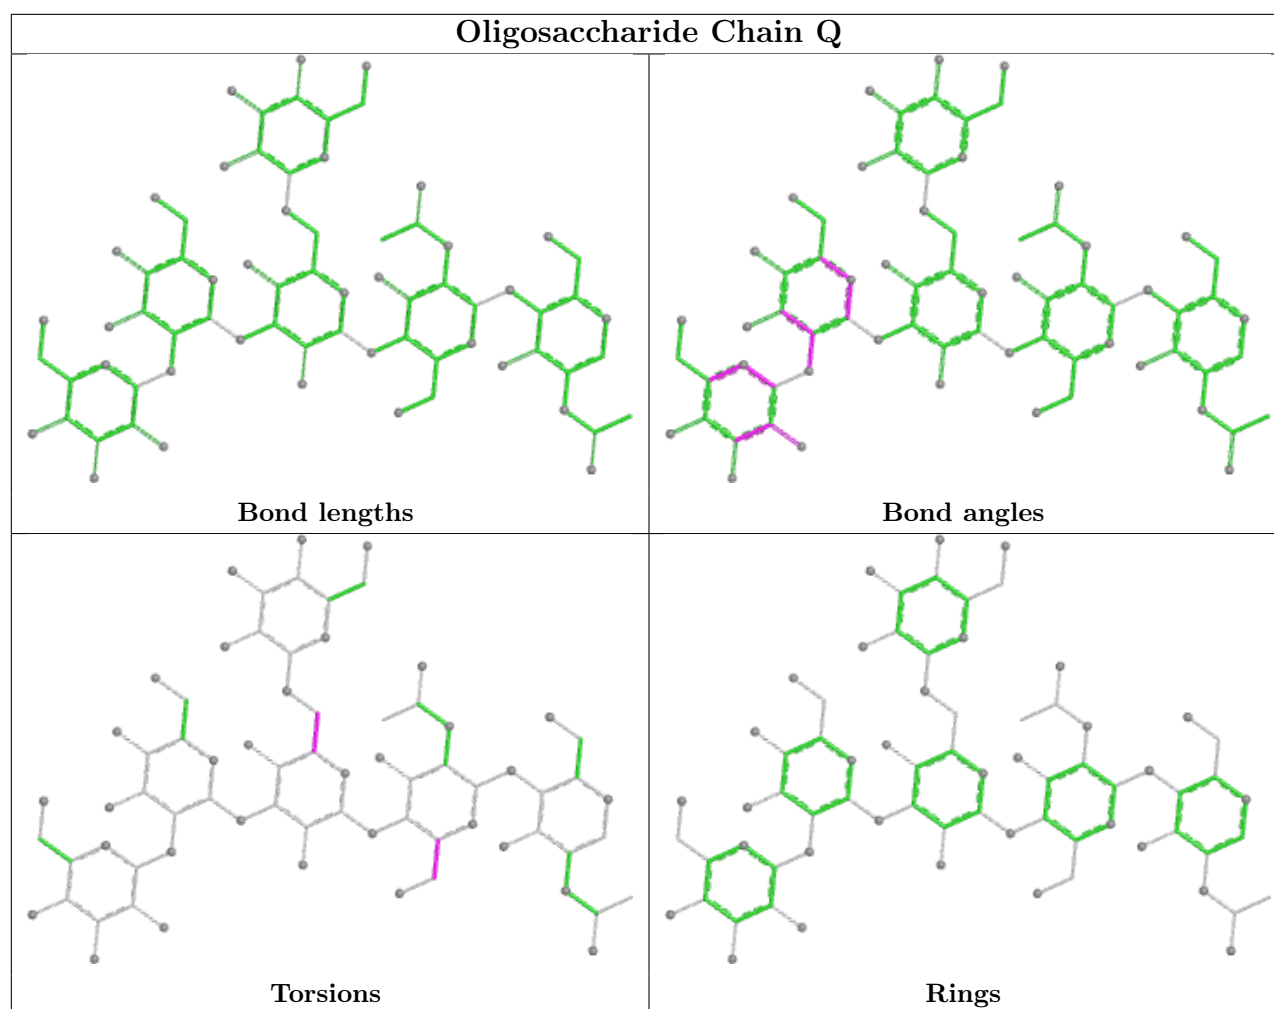 Oligosaccharide Chain Q
Bond lengths
Bond angles
Torsions
Rings